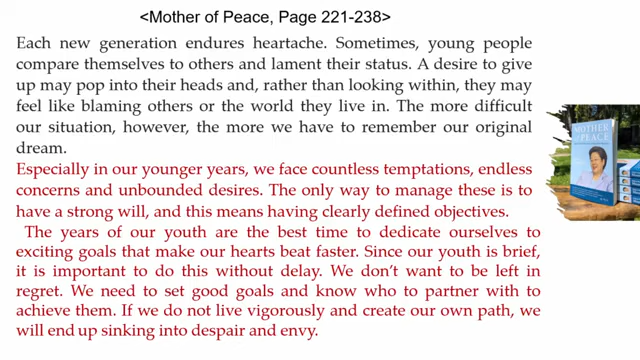 <Mother of Peace, Page 221-238>
Each new generation endures heartache. Sometimes, young people
compare themselves to others and lament their status. A desire to give
up may pop into their heads and, rather than looking within, they may
feel like blaming others or the world they live in. The more difficult
our situation, however, the more we have to remember our original
dream.
Especially in our younger years, we face countless temptations, endless
concerns and unbounded desires. The only way to manage these is to
have a strong will, and this means having clearly defined objectives.
The years of our youth are the best time to dedicate ourselves to
exciting goals that make our hearts beat faster. Since our youth is brief,
it is important to do this without delay. We don't want to be left in
regret. We need to set good goals and know who to partner with to
achieve them. If we do not live vigorously and create our own path, we
will end up sinking into despair and envy.
MOTHER
of PEACE